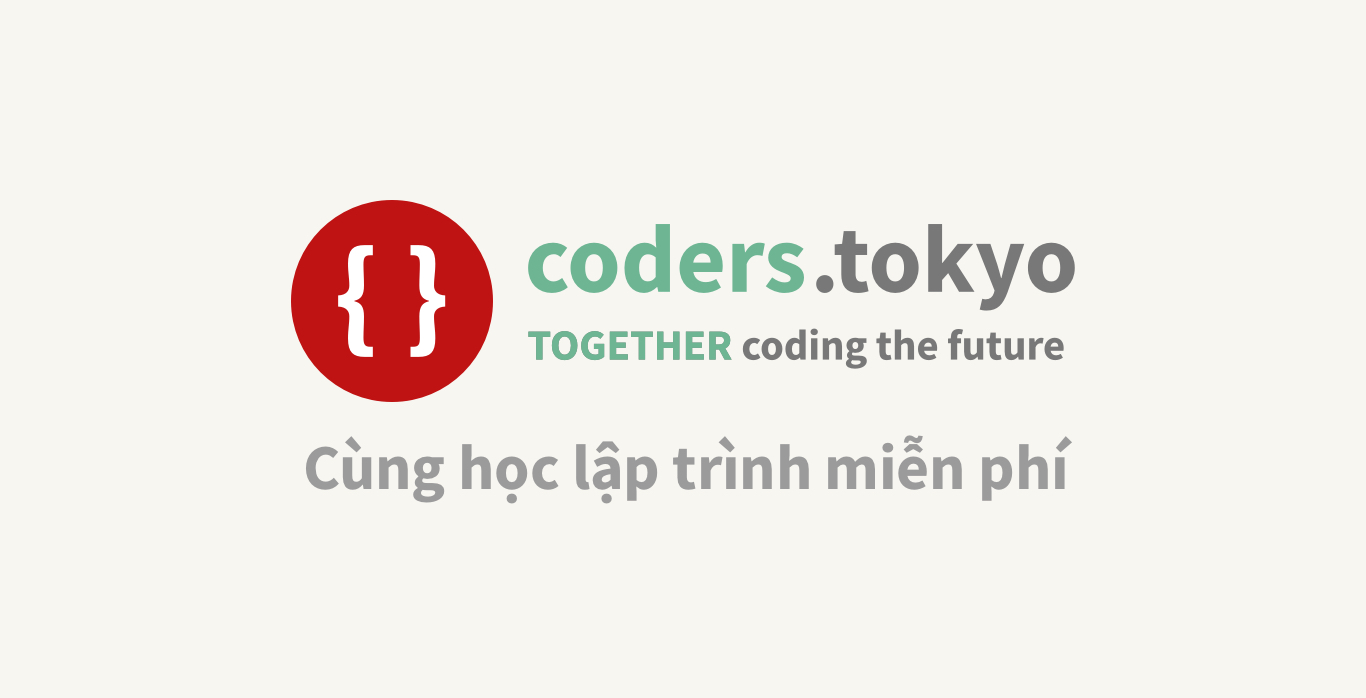 { } coders.tokyo
TOGETHER coding the future
Cùng học lập trình miễn phí